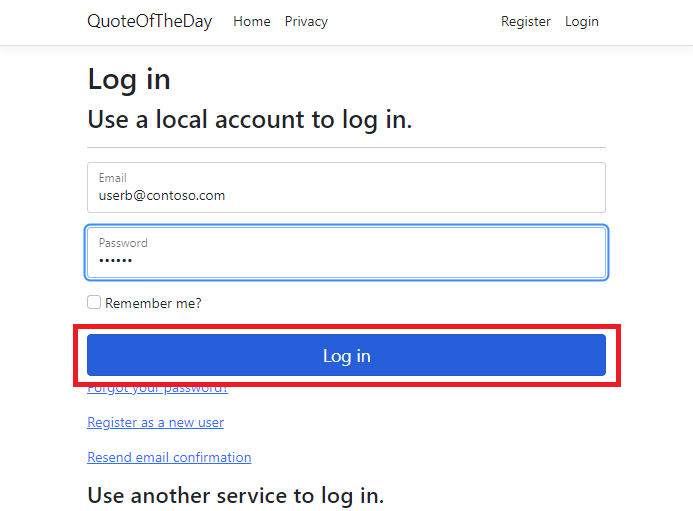 QuoteOfTheDay Home Privacy Register Login
Log in
Use a local account to log in.
Email
userb@contoso.com
Password
••••••
Remember me?
Log in
Forgot your password?
Register as a new user
Resend email confirmation
Use another service to log in.